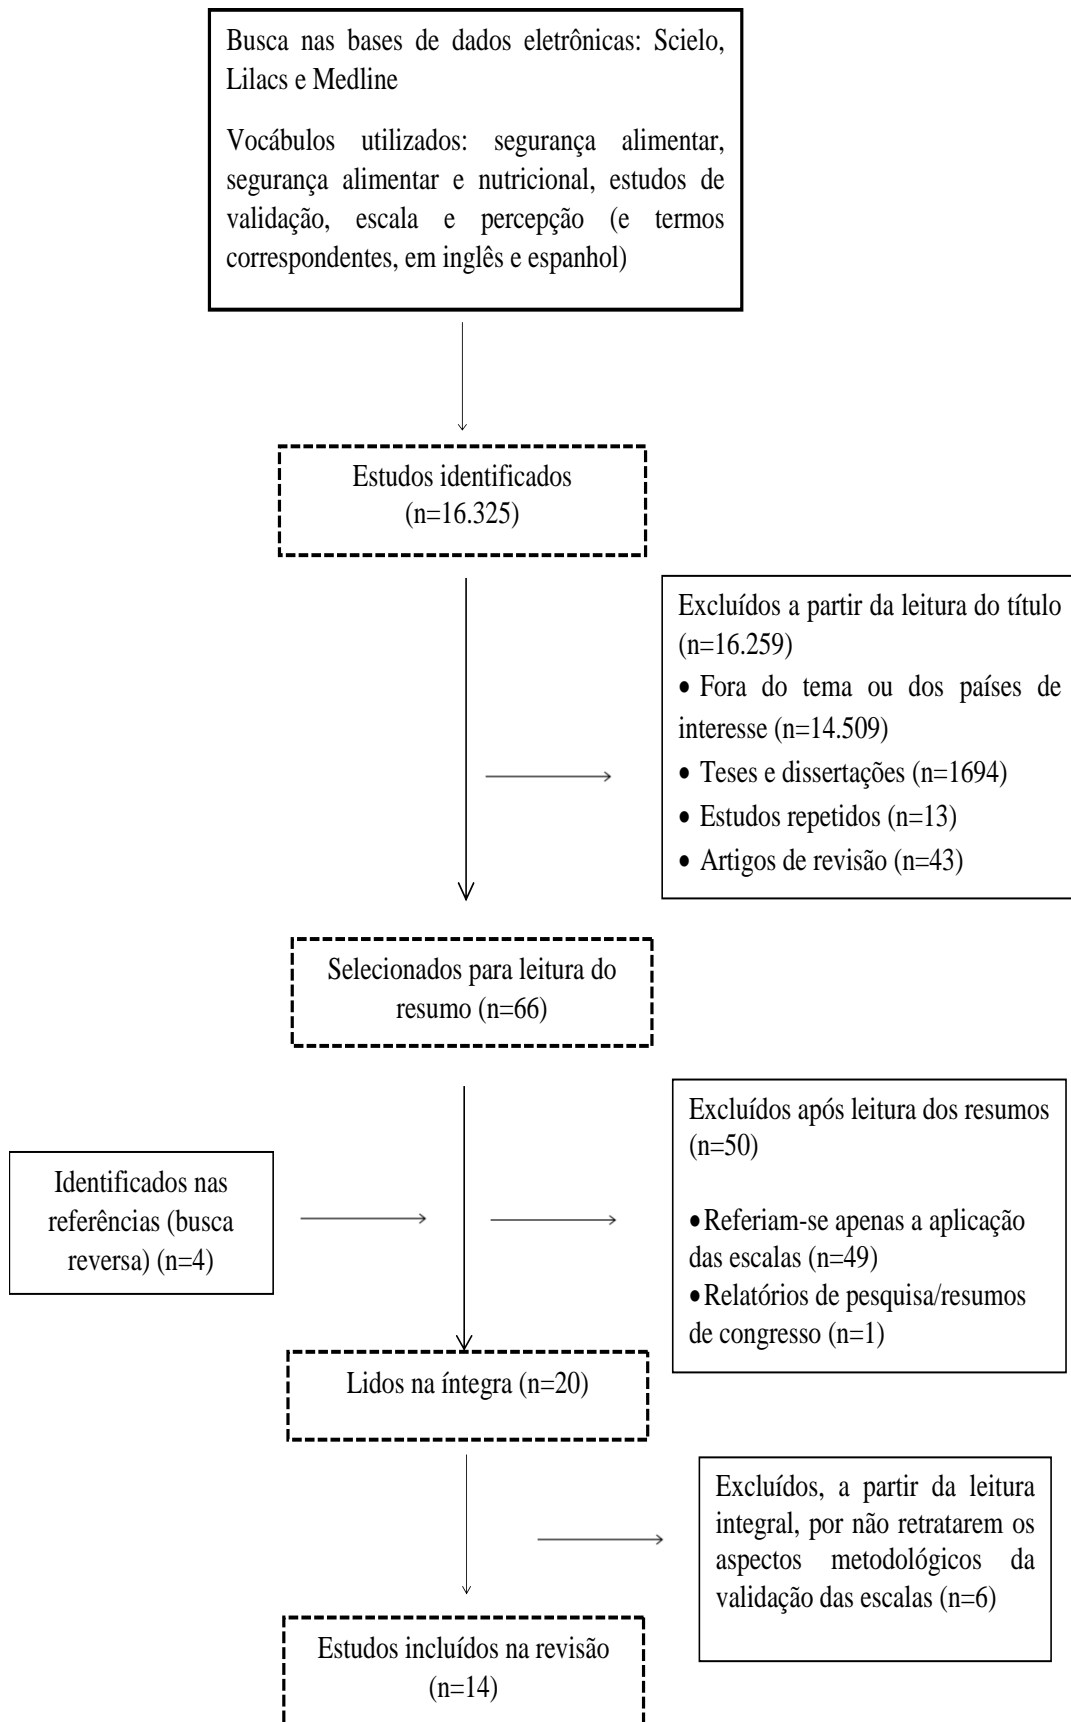 Busca nas bases de dados eletrônicas: Scielo,
Lilacs e Medline
Vocábulos utilizados: segurança alimentar,
segurança alimentar e nutricional, estudos de
validação, escala e percepção (e termos
correspondentes, em inglês e espanhol)
Estudos identificados
(n=16.325)
Excluídos a partir da leitura do título
(n=16.259)
• Fora do tema ou dos países de
interesse (n=14.509)
• Teses e dissertações (n=1694)
• Estudos repetidos (n=13)
• Artigos de revisão (n=43)
Selecionados para leitura do
resumo (n=66)
Excluídos após leitura dos resumos
(n=50)
•Referiam-se apenas a aplicação
das escalas (n=49)
•Relatórios de pesquisa/resumos
de congresso (n=1)
Identificados nas
referências (busca
reversa) (n=4)
Lidos na íntegra (n=20)
Excluídos, a partir da leitura
integral, por não retratarem os
aspectos metodológicos da
validação das escalas (n=6)
Estudos incluídos na revisão
(n=14)